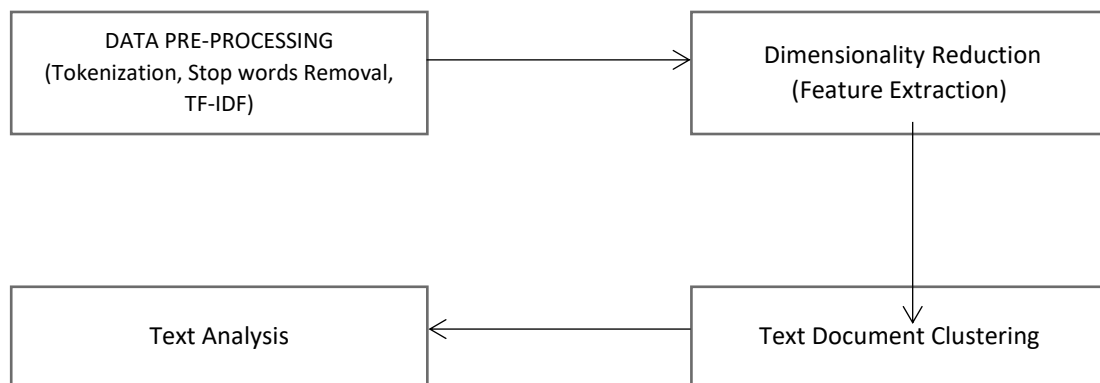 DATA PRE-PROCESSING
(Tokenization, Stop words Removal,
TF-IDF)
Dimensionality Reduction
(Feature Extraction)
Text Analysis
Text Document Clustering